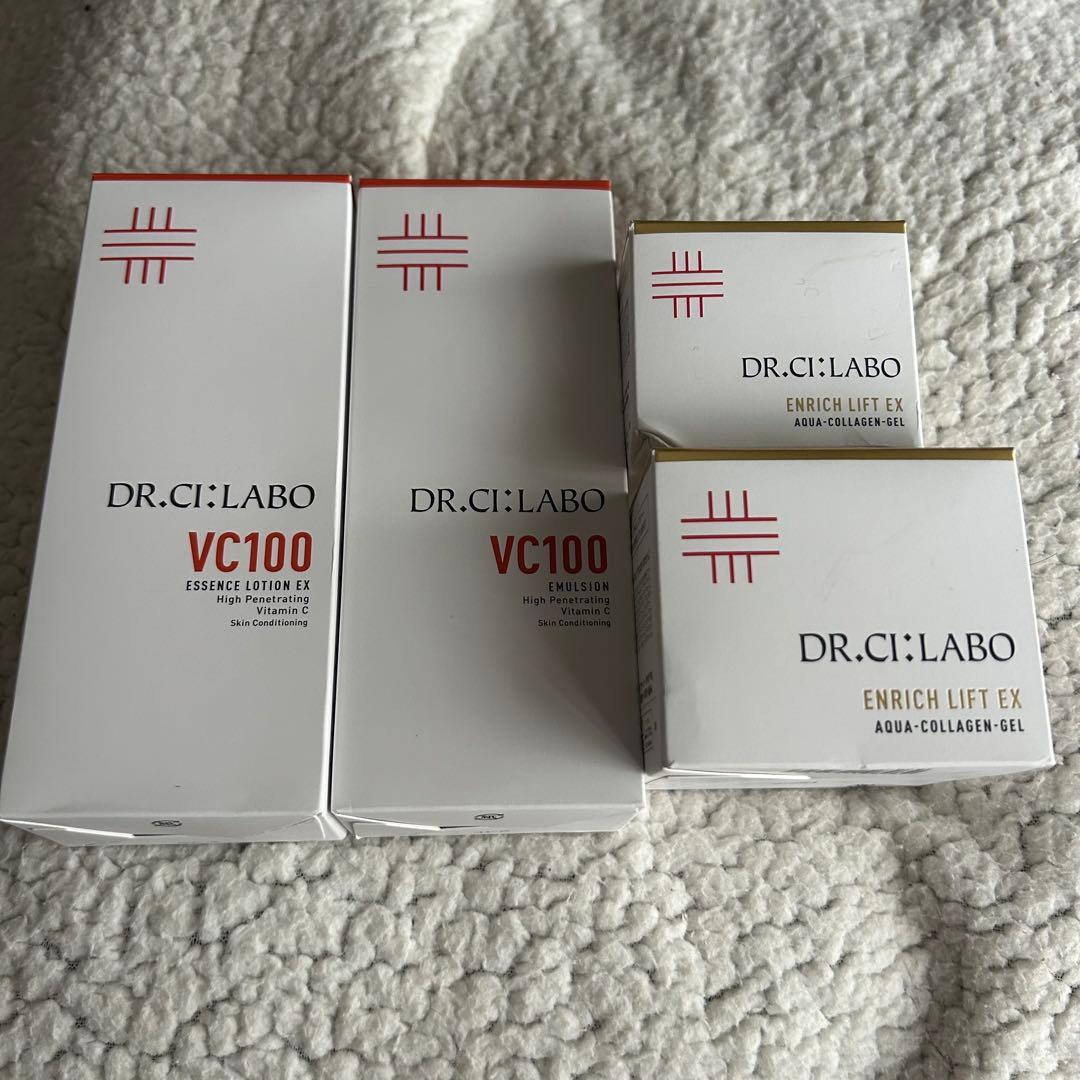 DR.CI:LABO
VC100
ESSENCE LOTION EX
High Penetrating
Vitamin C
Skin Conditioning
DR.CI:LABO
VC100
EMULSION
High Penetrating
Vitamin C
Skin Conditioning
DR.CI:LABO
ENRICH LIFT EX
AQUA-COLLAGEN-GEL
DR.CI:LABO
ENRICH LIFT EX
AQUA-COLLAGEN-GEL